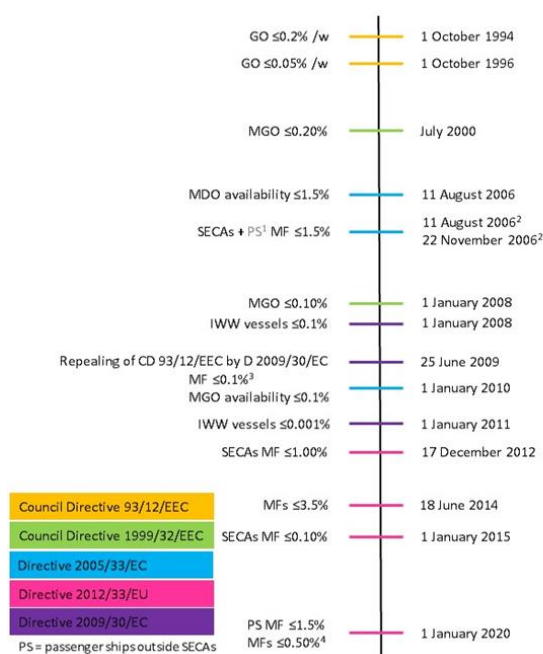 GO ≤0.2% /w 1 October 1994
GO ≤0.05% /w 1 October 1996
MGO ≤0.20% July 2000
MDO availability ≤1.5% 11 August 2006
SECAs + PS¹ MF ≤1.5% 11 August 2006²
22 November 2006²
MGO ≤0.10% 1 January 2008
IWW vessels ≤0.1% 1 January 2008
Repealing of CD 93/12/EEC by D 2009/30/EC 25 June 2009
MF ≤0.1%³
MGO availability ≤0.1% 1 January 2010
IWW vessels ≤0.001% 1 January 2011
SECAs MF ≤1.00% 17 December 2012
MFs ≤3.5% 18 June 2014
SECAs MF ≤0.10% 1 January 2015
PS MF ≤1.5%
MFs ≤0.50%⁴ 1 January 2020
Council Directive 93/12/EEC
Council Directive 1999/32/EEC
Directive 2005/33/EC
Directive 2012/33/EU
Directive 2009/30/EC
PS = passenger ships outside SECAs